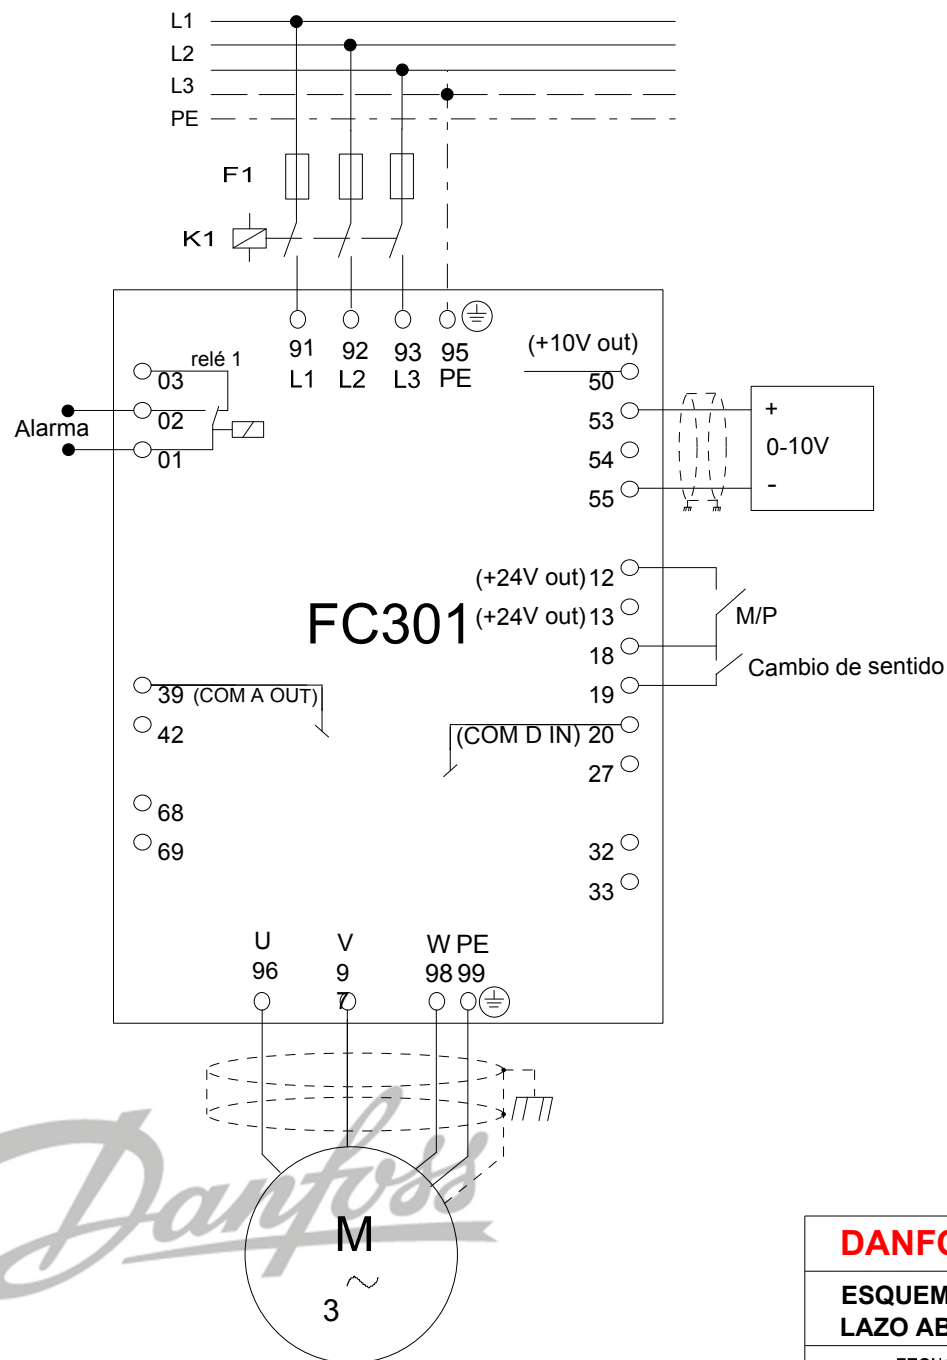 L1
L2
L3
PE
F1
K1
91 92 93 95
L1 L2 L3 PE
(+10V out)
50
relé 1
03
02
01
Alarma
53
54
55
+
0-10V
-
(+24V out) 12
(+24V out) 13
18
19
M/P
Cambio de sentido
FC301
39 (COM A OUT)
42
(COM D IN) 20
27
68
69
32
33
U V W PE
96 97 98 99
Danfoss
M
3
DANFO
ESQUEM
LAZO AB